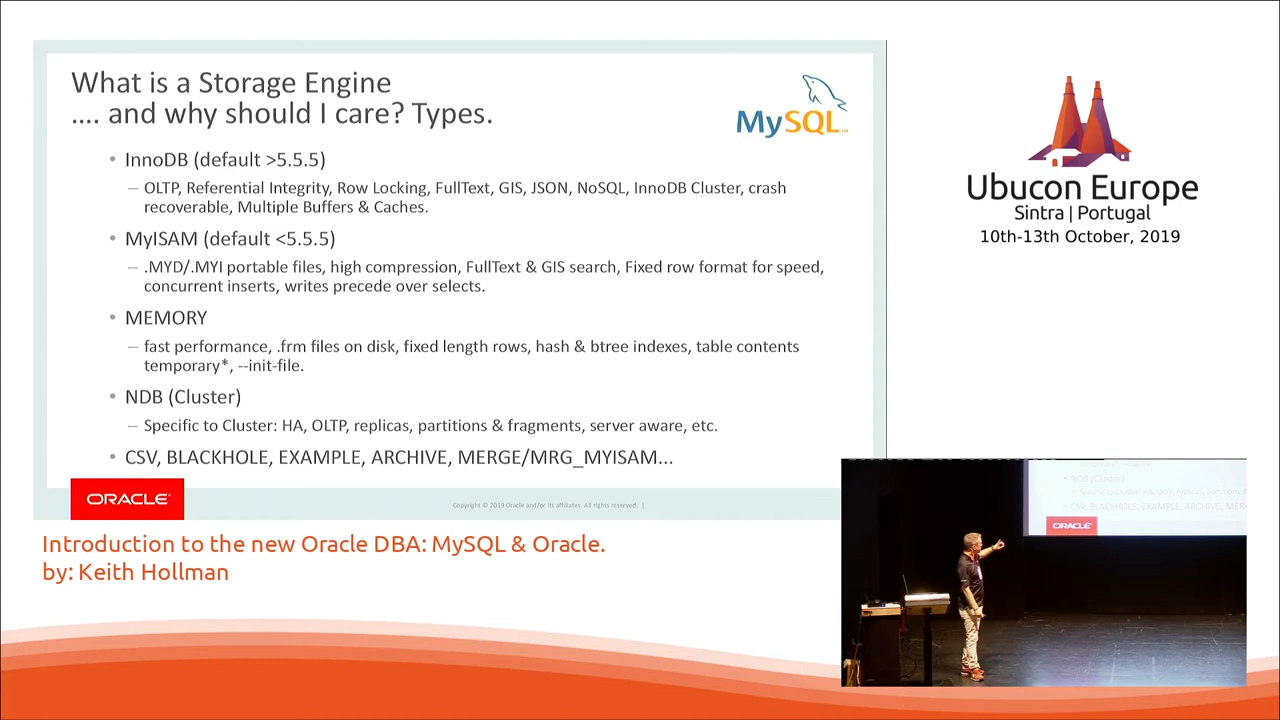 What is a Storage Engine
.... and why should I care? Types.
MySQL
• InnoDB (default >5.5.5)
– OLTP, Referential Integrity, Row Locking, FullText, GIS, JSON, NoSQL, InnoDB Cluster, crash
recoverable, Multiple Buffers & Caches.
• MyISAM (default <5.5.5)
– .MYD/.MYI portable files, high compression, FullText & GIS search, Fixed row format for speed,
concurrent inserts, writes precede over selects.
• MEMORY
– fast performance, .frm files on disk, fixed length rows, hash & btree indexes, table contents
temporary*, --init-file.
• NDB (Cluster)
– Specific to Cluster: HA, OLTP, replicas, partitions & fragments, server aware, etc.
• CSV, BLACKHOLE, EXAMPLE, ARCHIVE, MERGE/MRG_MYISAM...
ORACLE
Copyright © 2019 Oracle and/or its affiliates. All rights reserved. |
Introduction to the new Oracle DBA: MySQL & Oracle.
by: Keith Hollman
Ubucon Europe
Sintra | Portugal
10th-13th October, 2019
NDB (Cluster)
ORACLE